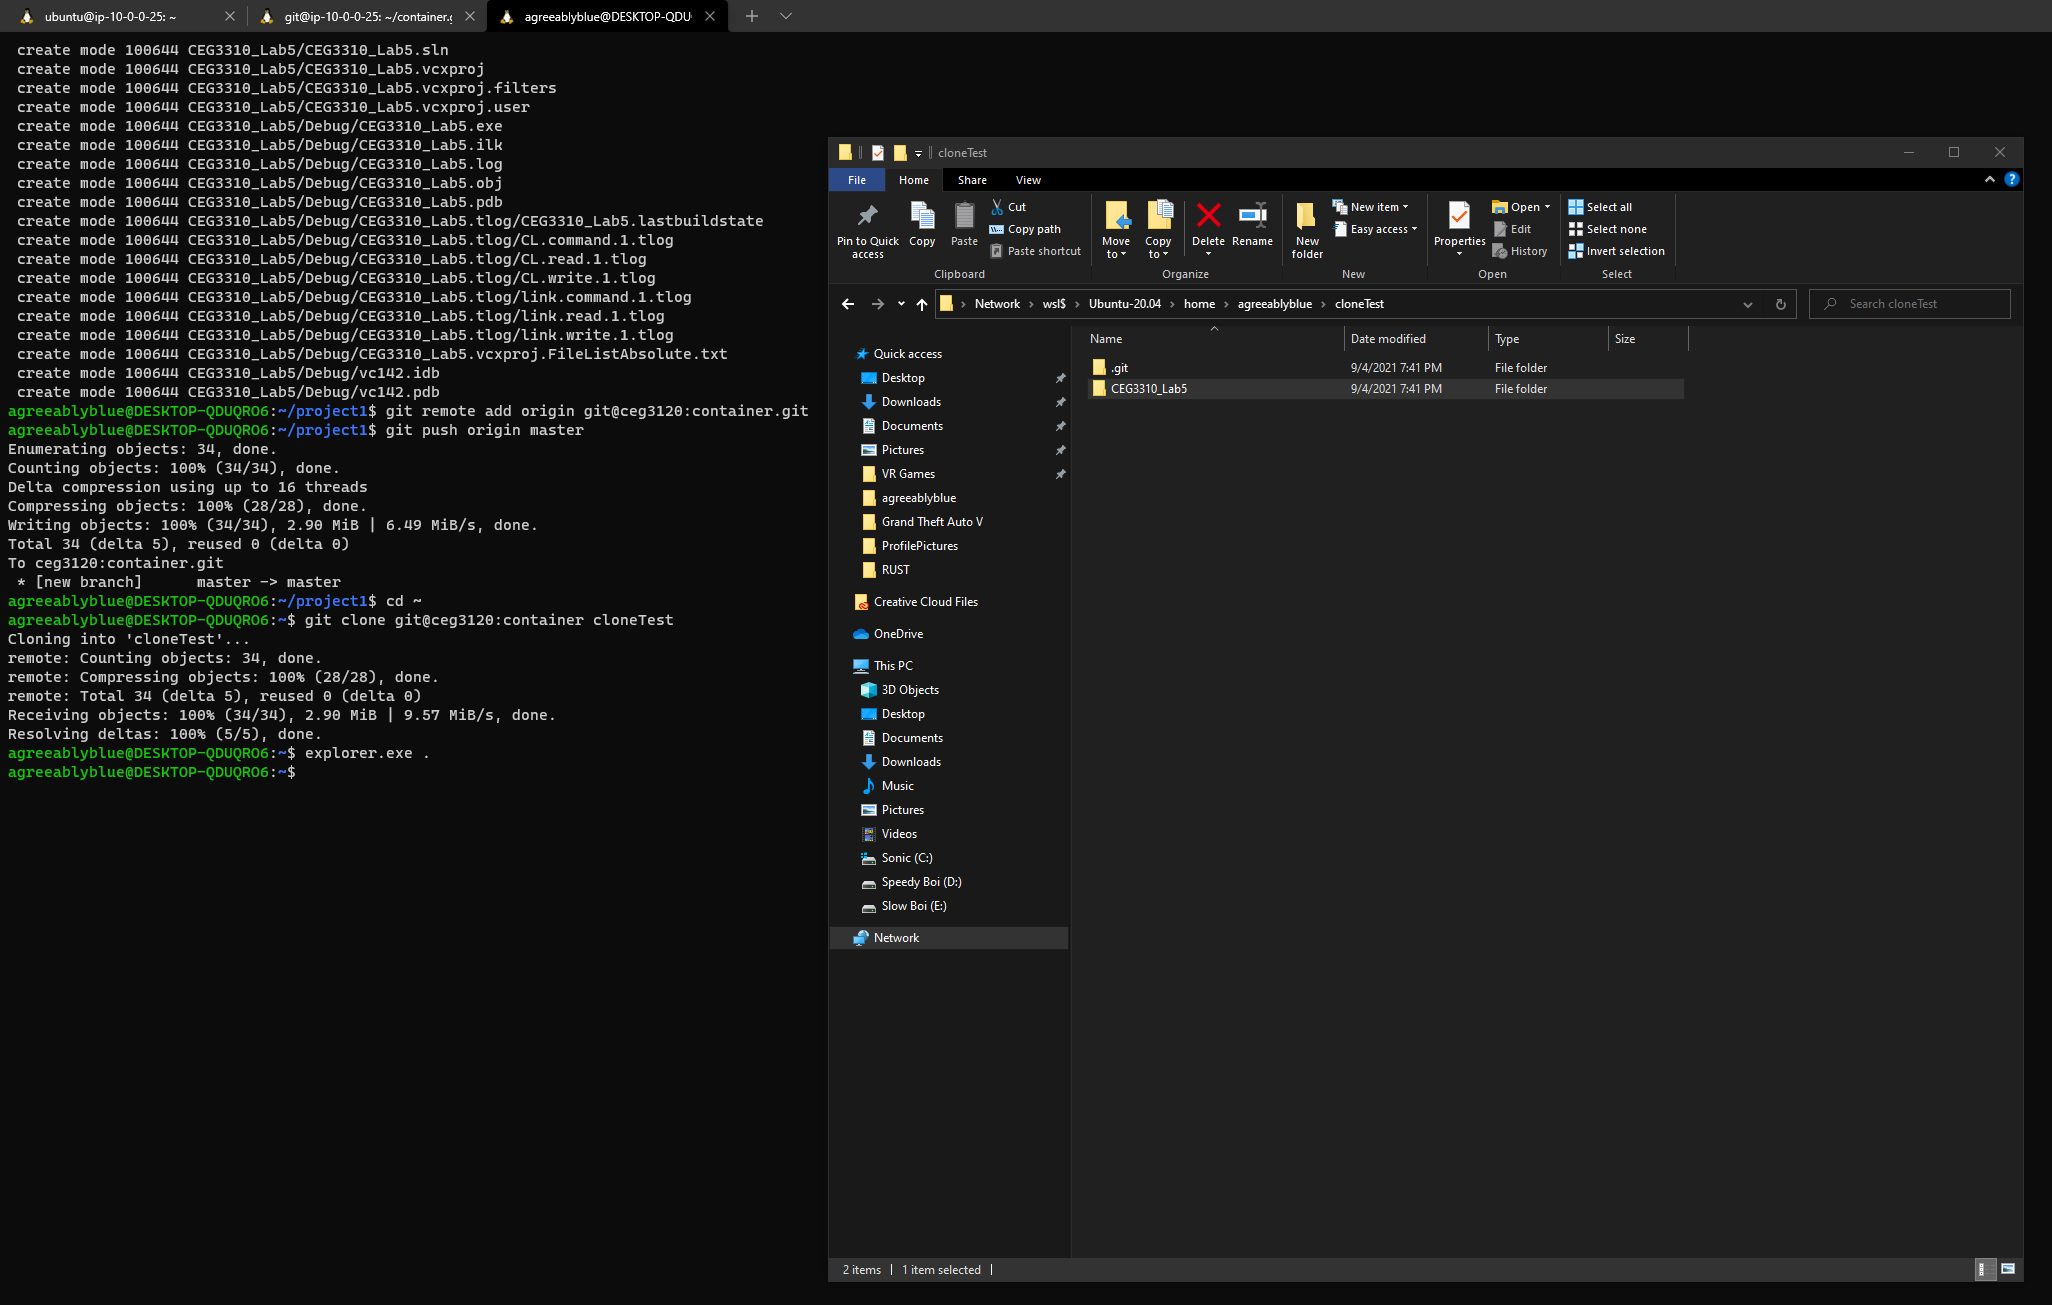 ubuntu@ip-10-0-0-25: ~
git@ip-10-0-0-25: ~/container.g
agreeablyblue@DESKTOP-QDU
create mode 100644 CEG3310_Lab5/CEG3310_Lab5.sln
create mode 100644 CEG3310_Lab5/CEG3310_Lab5.vcxproj
create mode 100644 CEG3310_Lab5/CEG3310_Lab5.vcxproj.filters
create mode 100644 CEG3310_Lab5/CEG3310_Lab5.vcxproj.user
create mode 100644 CEG3310_Lab5/Debug/CEG3310_Lab5.exe
create mode 100644 CEG3310_Lab5/Debug/CEG3310_Lab5.ilk
create mode 100644 CEG3310_Lab5/Debug/CEG3310_Lab5.log
create mode 100644 CEG3310_Lab5/Debug/CEG3310_Lab5.obj
create mode 100644 CEG3310_Lab5/Debug/CEG3310_Lab5.pdb
create mode 100644 CEG3310_Lab5/Debug/CEG3310_Lab5.tlog/CEG3310_Lab5.lastbuildstate
create mode 100644 CEG3310_Lab5/Debug/CEG3310_Lab5.tlog/CL.command.1.tlog
create mode 100644 CEG3310_Lab5/Debug/CEG3310_Lab5.tlog/CL.read.1.tlog
create mode 100644 CEG3310_Lab5/Debug/CEG3310_Lab5.tlog/CL.write.1.tlog
create mode 100644 CEG3310_Lab5/Debug/CEG3310_Lab5.tlog/link.command.1.tlog
create mode 100644 CEG3310_Lab5/Debug/CEG3310_Lab5.tlog/link.read.1.tlog
create mode 100644 CEG3310_Lab5/Debug/CEG3310_Lab5.tlog/link.write.1.tlog
create mode 100644 CEG3310_Lab5/Debug/CEG3310_Lab5.vcxproj.FileListAbsolute.txt
create mode 100644 CEG3310_Lab5/Debug/vc142.idb
create mode 100644 CEG3310_Lab5/Debug/vc142.pdb
agreeablyblue@DESKTOP-QDUQRO6:~/project1$ git remote add origin git@ceg3120:container.git
agreeablyblue@DESKTOP-QDUQRO6:~/project1$ git push origin master
Enumerating objects: 34, done.
Counting objects: 100% (34/34), done.
Delta compression using up to 16 threads
Compressing objects: 100% (28/28), done.
Writing objects: 100% (34/34), 2.90 MiB | 6.49 MiB/s, done.
Total 34 (delta 5), reused 0 (delta 0)
To ceg3120:container.git
* [new branch]      master -> master
agreeablyblue@DESKTOP-QDUQRO6:~/project1$ cd ~
agreeablyblue@DESKTOP-QDUQRO6:~$ git clone git@ceg3120:container cloneTest
Cloning into 'cloneTest'...
remote: Counting objects: 34, done.
remote: Compressing objects: 100% (28/28), done.
remote: Total 34 (delta 5), reused 0 (delta 0)
Receiving objects: 100% (34/34), 2.90 MiB | 9.57 MiB/s, done.
Resolving deltas: 100% (5/5), done.
agreeablyblue@DESKTOP-QDUQRO6:~$ explorer.exe .
agreeablyblue@DESKTOP-QDUQRO6:~$
cloneTest
File Home Share View
Pin to Quick access
Copy
Paste
Cut
Copy path
Paste shortcut
Clipboard
Move to
Copy to
Delete
Rename
Organize
New folder
New item
Easy access
New
Properties
Open
Edit
History
Open
Select all
Select none
Invert selection
Select
Network › wsl$ › Ubuntu-20.04 › home › agreeablyblue › cloneTest
Search cloneTest
Quick access
Desktop
Downloads
Documents
Pictures
VR Games
agreeablyblue
Grand Theft Auto V
ProfilePictures
RUST
Creative Cloud Files
OneDrive
This PC
3D Objects
Desktop
Documents
Downloads
Music
Pictures
Videos
Sonic (C:)
Speedy Boi (D:)
Slow Boi (E:)
Network
Name Date modified Type Size
.git 9/4/2021 7:41 PM File folder
CEG3310_Lab5 9/4/2021 7:41 PM File folder
2 items 1 item selected